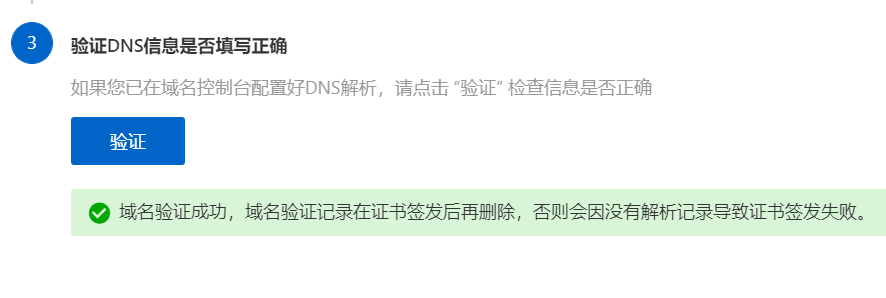 3
验证DNS信息是否填写正确
如果您已在域名控制台配置好DNS解析，请点击 “验证” 检查信息是否正确
验证
域名验证成功，域名验证记录在证书签发后再删除，否则会因没有解析记录导致证书签发失败。